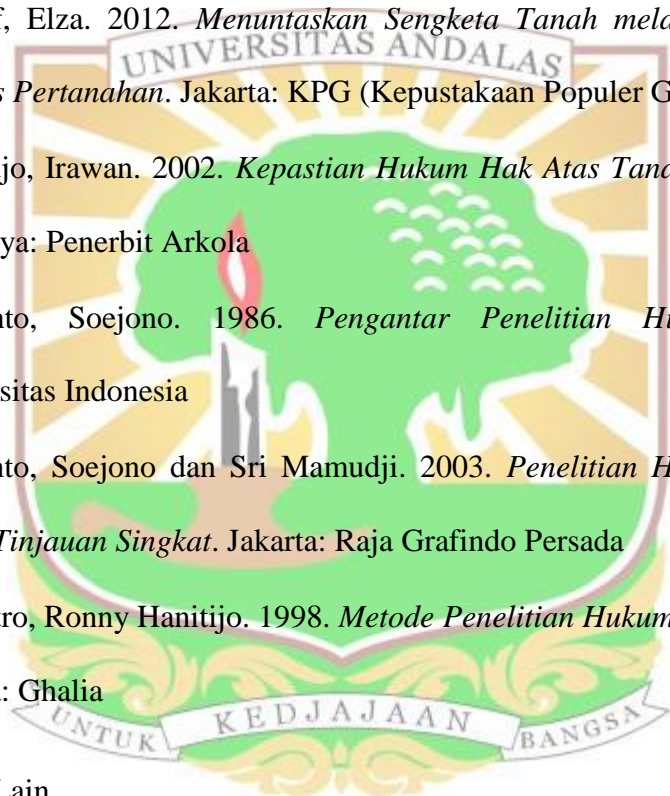 f, Elza. 2012. Menuntaskan Sengketa Tanah mela
UNIVERSITAS ANDALAS
s Pertanahan. Jakarta: KPG (Kepustakaan Populer G
jo, Irawan. 2002. Kepastian Hukum Hak Atas Tana
ya: Penerbit Arkola
nto, Soejono. 1986. Pengantar Penelitian Hu
sitas Indonesia
nto, Soejono dan Sri Mamudji. 2003. Penelitian H
Tinjauan Singkat. Jakarta: Raja Grafindo Persada
tro, Ronny Hanitijo. 1998. Metode Penelitian Hukum
: Ghalia
UNTUK KEDJAJAAN BANGSA
Lain